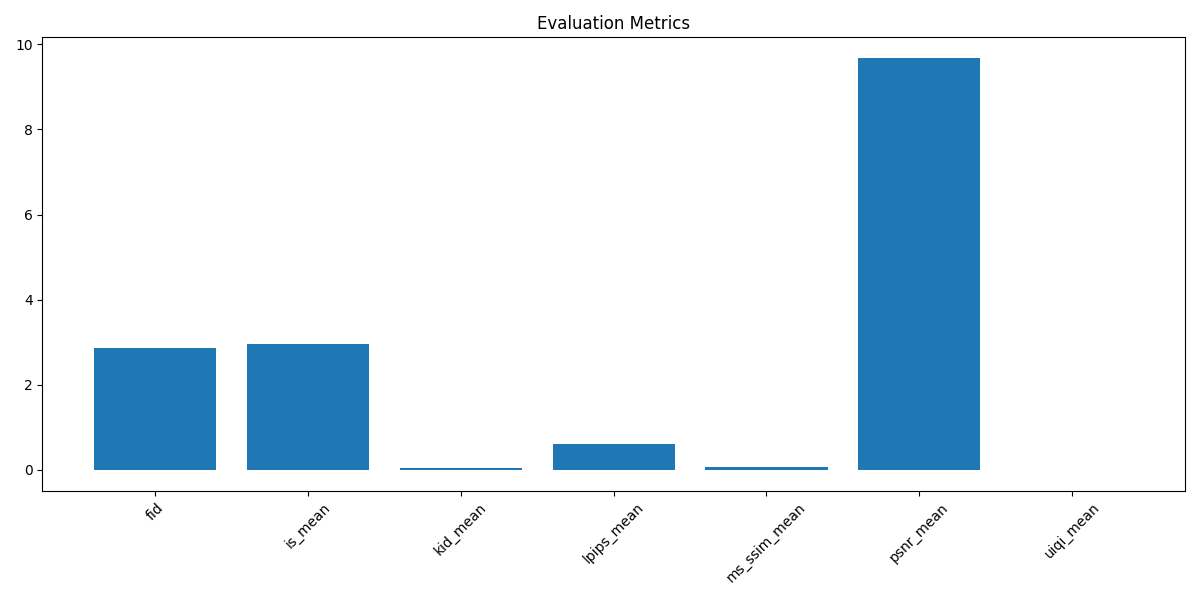 Evaluation Metrics
10
8
6
4
2
0
fid
is_mean
kid_mean
lpips_mean
ms_ssim_mean
psnr_mean
uiqi_mean